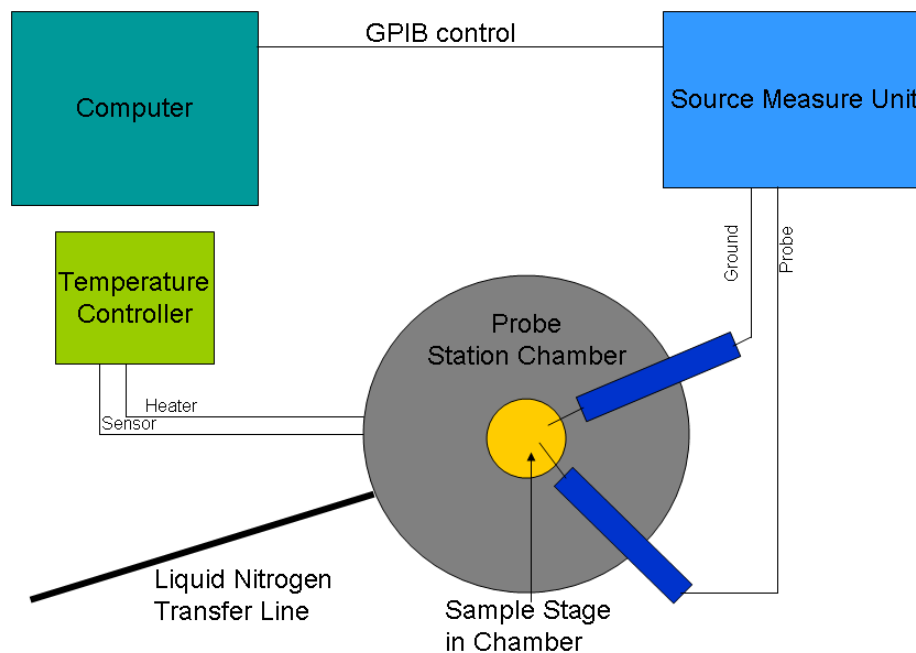 GPIB control
Computer
Source Measure Unit
Ground
Probe
Temperature
Controller
Probe
Station Chamber
Heater
Sensor
Liquid Nitrogen
Transfer Line
Sample Stage
in Chamber